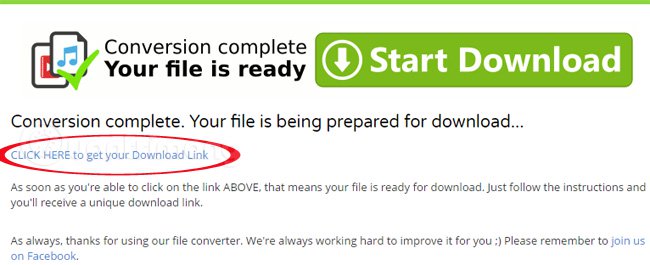 Conversion complete
Your file is ready
Start Download
Conversion complete. Your file is being prepared for download...
CLICK HERE to get your Download Link
As soon as you're able to click on the link ABOVE, that means your file is ready for download. Just follow the instructions and
you'll receive a unique download link.
As always, thanks for using our file converter. We're always working hard to improve it for you ;) Please remember to join us
on Facebook.